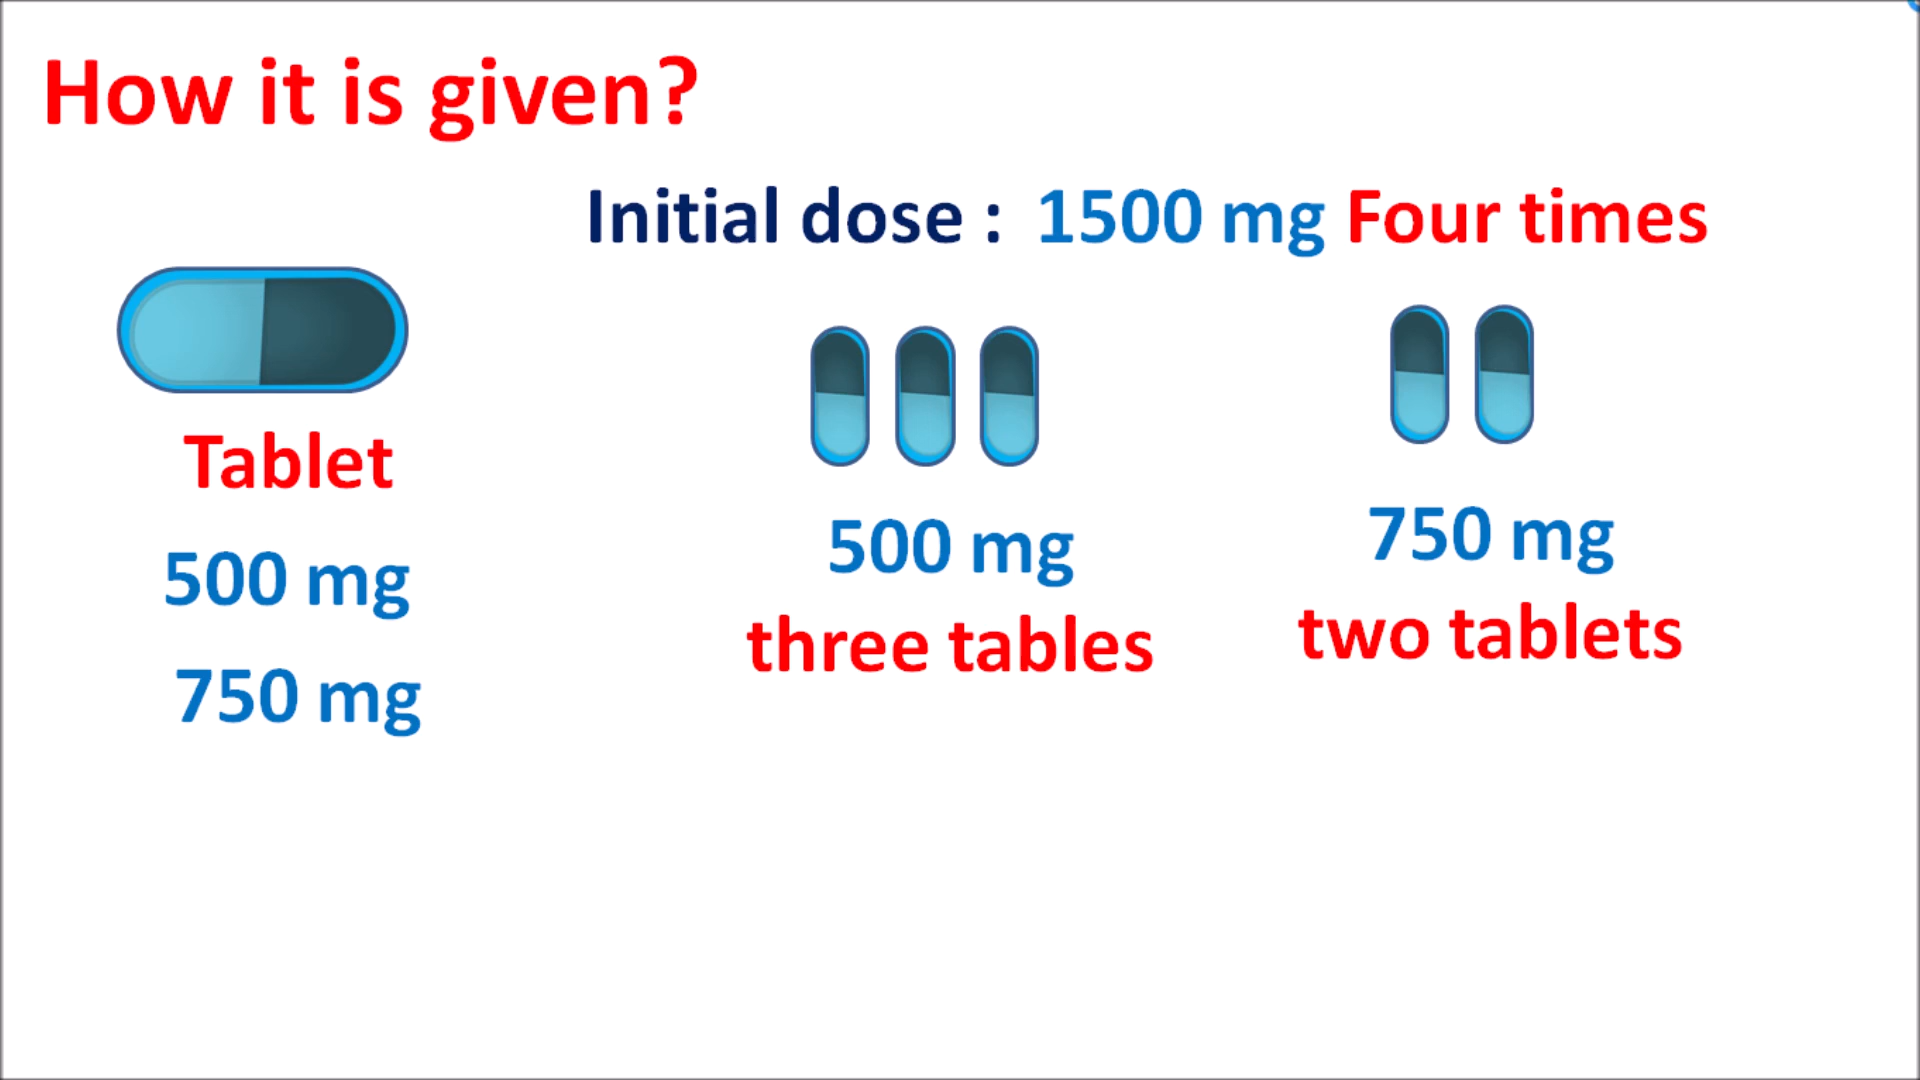 How it is given?
Initial dose : 1500 mg Four times
Tablet
500 mg
750 mg
500 mg
three tables
750 mg
two tablets